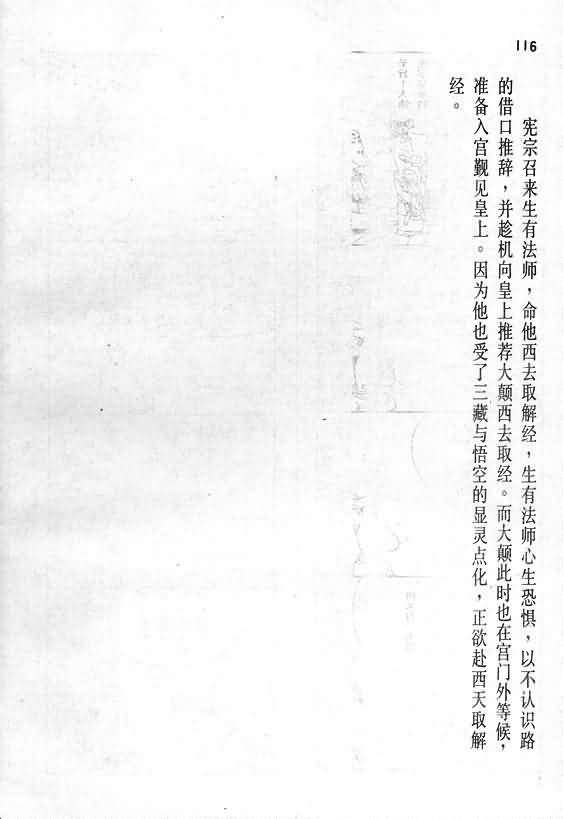 116
宪宗召来生有法师，命他西去取解经，生有法师心生恐惧，以不认识路
的借口推辞，并趁机向皇上推荐大颠西去取经。而大颠此时也在宫门外等候，
准备入宫觐见皇上。因为他也受了三藏与悟空的显灵点化，正欲赴西天取解
经。